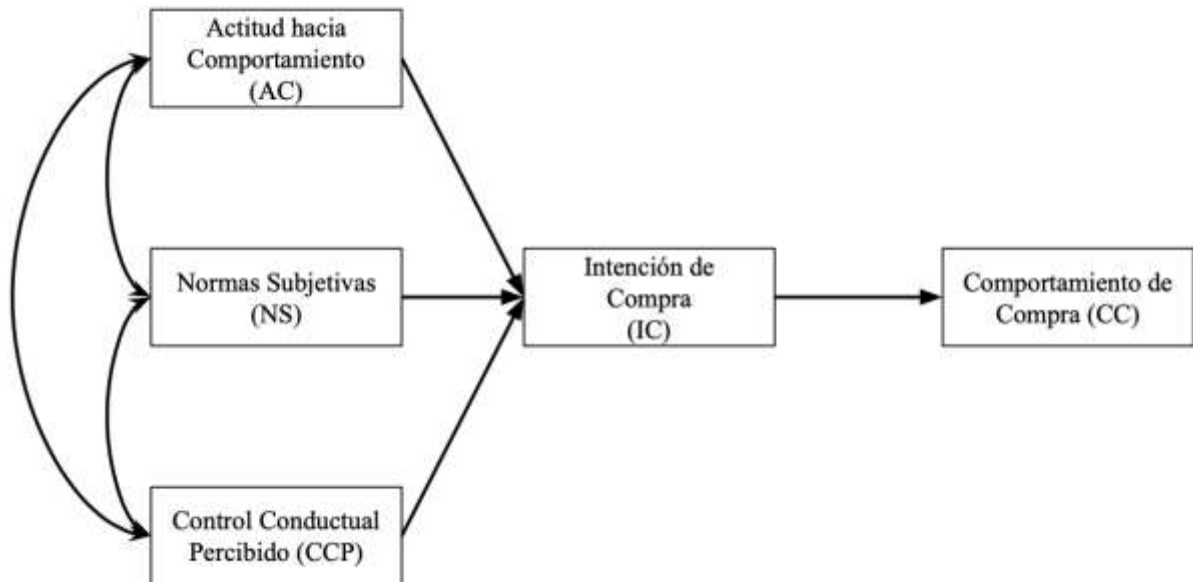 Actitud hacia
Comportamiento
(AC)
Normas Subjetivas
(NS)
Intención de
Compra
(IC)
Comportamiento de
Compra (CC)
Control Conductual
Percibido (CCP)